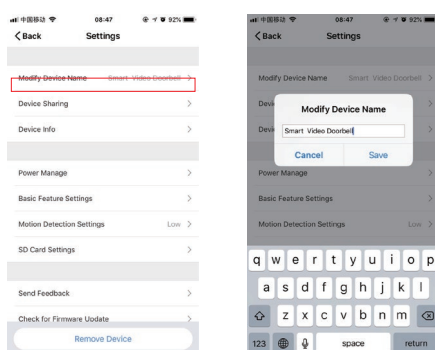 中国移动 08:47 92%
Back Settings
Modify Device Name Smart Video Doorbell
Device Sharing
Device Info
Power Manage
Basic Feature Settings
Motion Detection Settings Low
SD Card Settings
Send Feedback
Check for Firmware Update
Remove Device
中国移动 08:47 92%
Back Settings
Modify Device Name Smart Video Doorbell
Devi
Modify Device Name
Devi
Smart Video Doorbell
Cancel Save
Power Manage
Basic Feature Settings
Motion Detection Settings Low
q w e r t y u i o p
a s d f g h j k l
z x c v b n m
123 space return